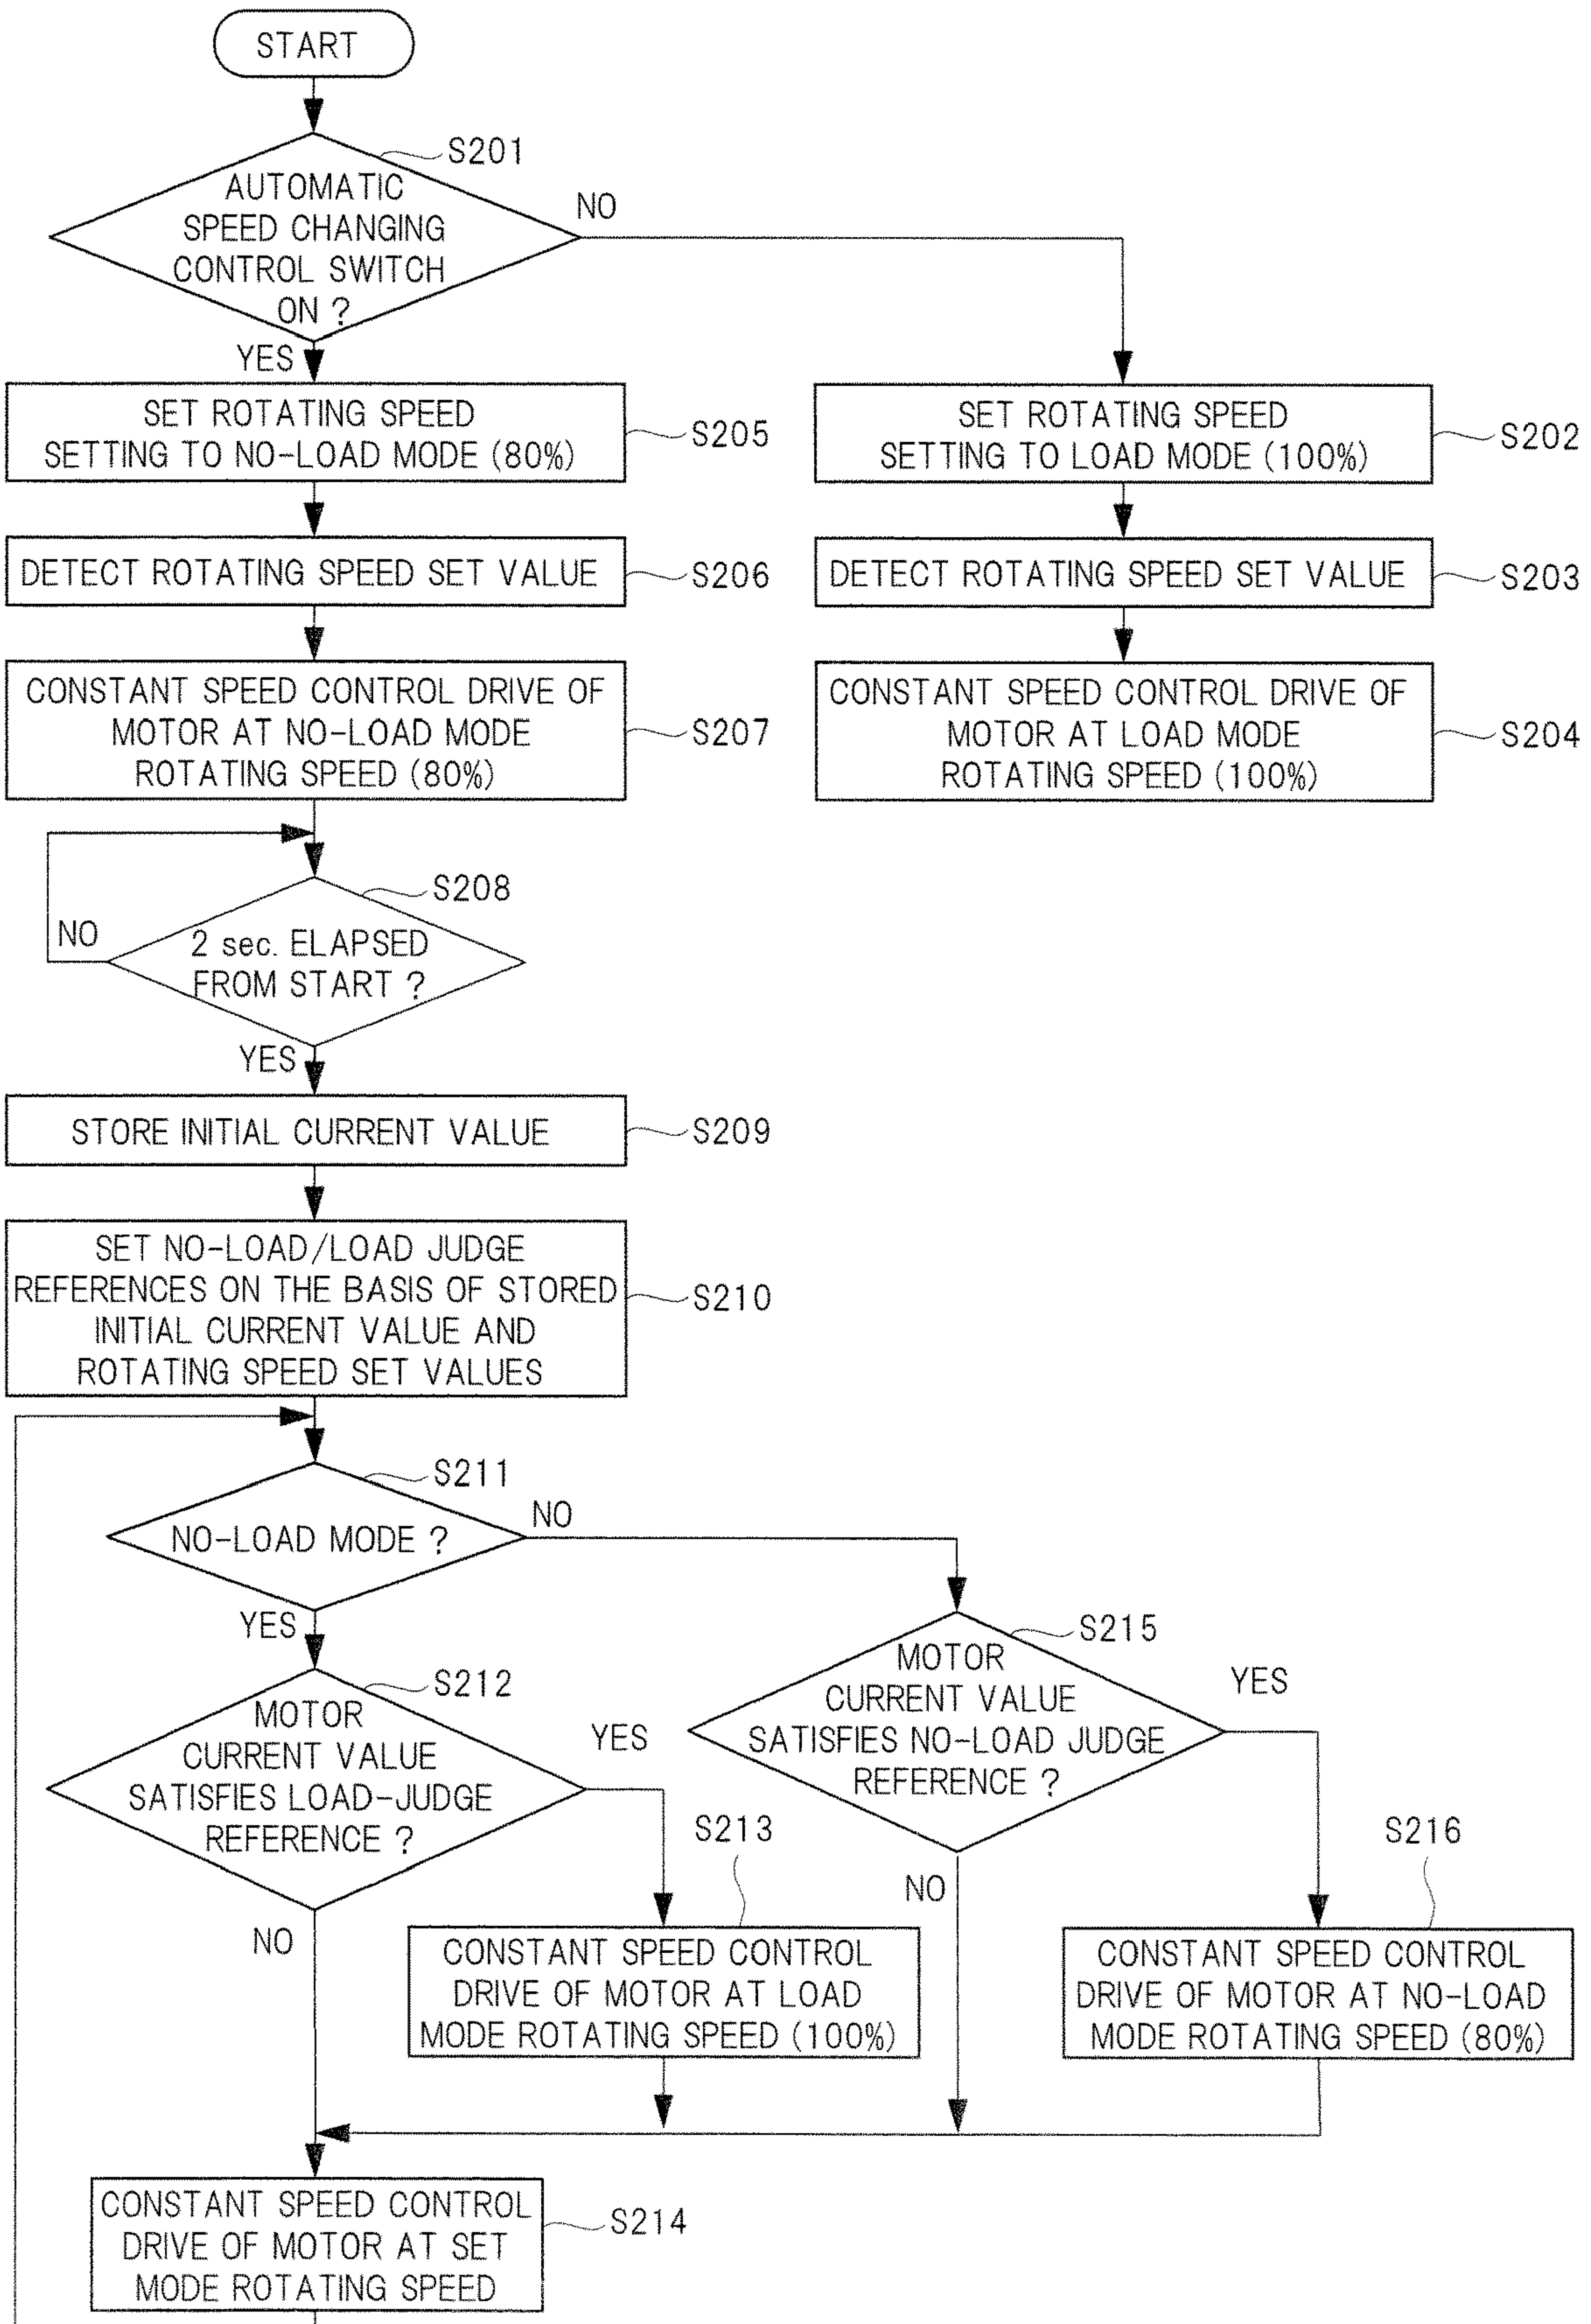 START
S201
AUTOMATIC
SPEED CHANGING
CONTROL SWITCH
ON ?
NO
YES
SET ROTATING SPEED
SETTING TO NO-LOAD MODE (80%)
S205
SET ROTATING SPEED
SETTING TO LOAD MODE (100%)
S202
DETECT ROTATING SPEED SET VALUE
S206
DETECT ROTATING SPEED SET VALUE
S203
CONSTANT SPEED CONTROL DRIVE OF
MOTOR AT NO-LOAD MODE
ROTATING SPEED (80%)
S207
CONSTANT SPEED CONTROL DRIVE OF
MOTOR AT LOAD MODE
ROTATING SPEED (100%)
S204
S208
NO
2 sec. ELAPSED
FROM START ?
YES
STORE INITIAL CURRENT VALUE
S209
SET NO-LOAD/LOAD JUDGE
REFERENCES ON THE BASIS OF STORED
INITIAL CURRENT VALUE AND
ROTATING SPEED SET VALUES
S210
S211
NO-LOAD MODE ?
NO
YES
S212
MOTOR
CURRENT VALUE
SATISFIES LOAD-JUDGE
REFERENCE ?
YES
NO
S215
MOTOR
CURRENT VALUE
SATISFIES NO-LOAD JUDGE
REFERENCE ?
YES
NO
S213
CONSTANT SPEED CONTROL
DRIVE OF MOTOR AT LOAD
MODE ROTATING SPEED (100%)
S216
CONSTANT SPEED CONTROL
DRIVE OF MOTOR AT NO-LOAD
MODE ROTATING SPEED (80%)
CONSTANT SPEED CONTROL
DRIVE OF MOTOR AT SET
MODE ROTATING SPEED
S214